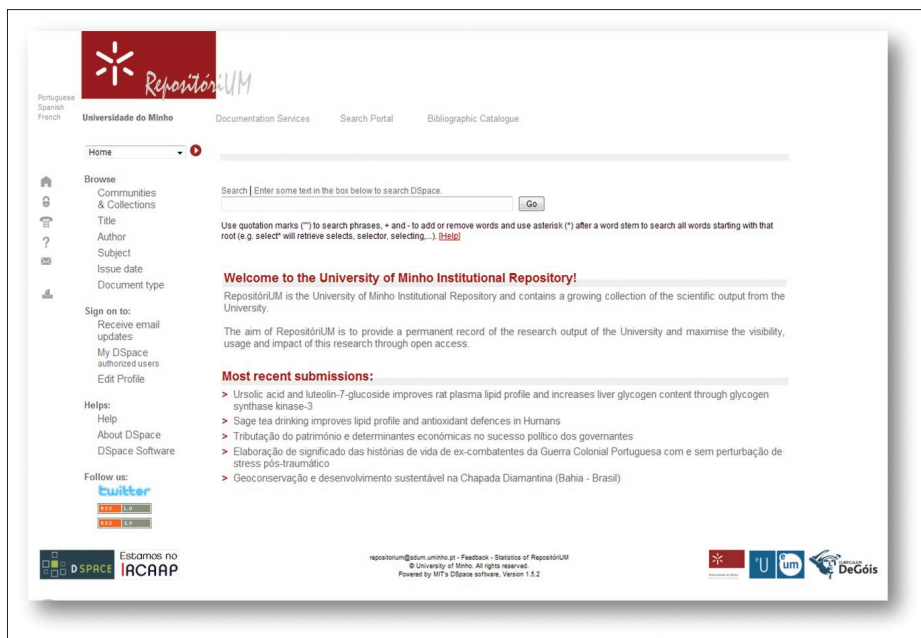 RepositóriUM
Portuguese
Spanish
French
Universidade do Minho
Documentation Services
Search Portal
Bibliographic Catalogue
Home
Browse
Communities
& Collections
Title
Author
Subject
Issue date
Document type
Sign on to:
Receive email
updates
My DSpace
authorized users
Edit Profile
Helps:
Help
About DSpace
DSpace Software
Follow us:
twitter
RSS 1.0
RSS 2.0
Search | Enter some text in the box below to search DSpace.
Go
Use quotation marks ("") to search phrases, + and - to add or remove words and use asterisk (*) after a word stem to search all words starting with that
root (e.g. select* will retrieve selects, selector, selecting,...). [Help]
Welcome to the University of Minho Institutional Repository!
RepositóriUM is the University of Minho Institutional Repository and contains a growing collection of the scientific output from the
University.
The aim of RepositóriUM is to provide a permanent record of the research output of the University and maximise the visibility,
usage and impact of this research through open access.
Most recent submissions:
> Ursolic acid and luteolin-7-glucoside improves rat plasma lipid profile and increases liver glycogen content through glycogen
synthase kinase-3
> Sage tea drinking improves lipid profile and antioxidant defences in Humans
> Tributação do património e determinantes económicas no sucesso político dos governantes
> Elaboração de significado das histórias de vida de ex-combatentes da Guerra Colonial Portuguesa com e sem perturbação de
stress pós-traumático
> Geoconservação e desenvolvimento sustentável na Chapada Diamantina (Bahia - Brasil)
DSPACE
Estamos no
RCAAP
repositorium@sdum.uminho.pt - Feedback - Statistics of RepositóriUM
© University of Minho. All rights reserved.
Powered by MIT's DSpace software, Version 1.5.2
U
um
CURRICULUM
DeGóis